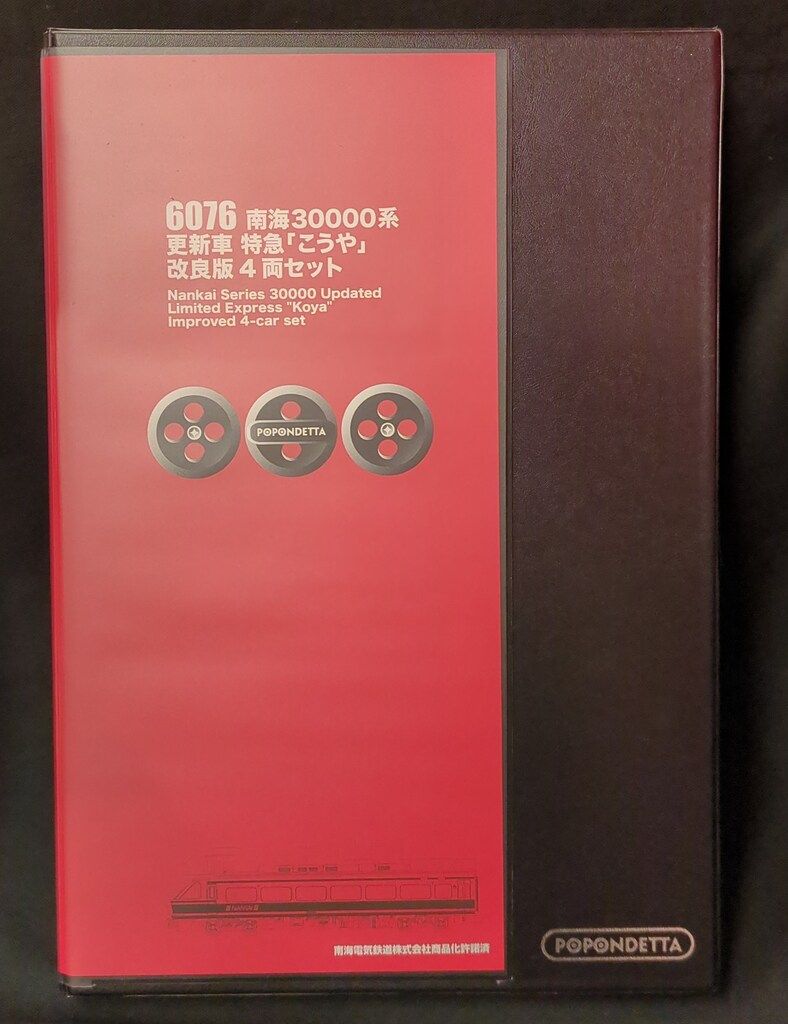 6076 南海30000系
更新車 特急「こうや」
改良版 4 両セット
Nankai Series 30000 Updated
Limited Express "Koya"
Improved 4-car set
POPONDETTA
NANKAI
南海電気鉄道株式会社商品化許諾済
POPONDETTA